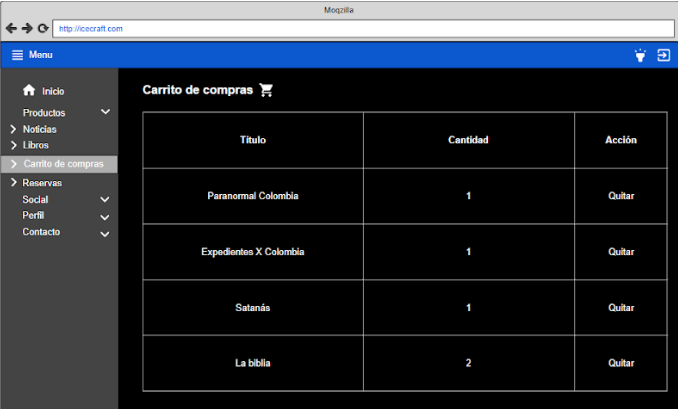 Moqzilla
http://icecraft.com
Menu
Inicio
Productos
Noticias
Libros
Carrito de compras
Reservas
Social
Perfil
Contacto
Carrito de compras
Título Cantidad Acción
Paranormal Colombia 1 Quitar
Expedientes X Colombia 1 Quitar
Satanás 1 Quitar
La biblia 2 Quitar